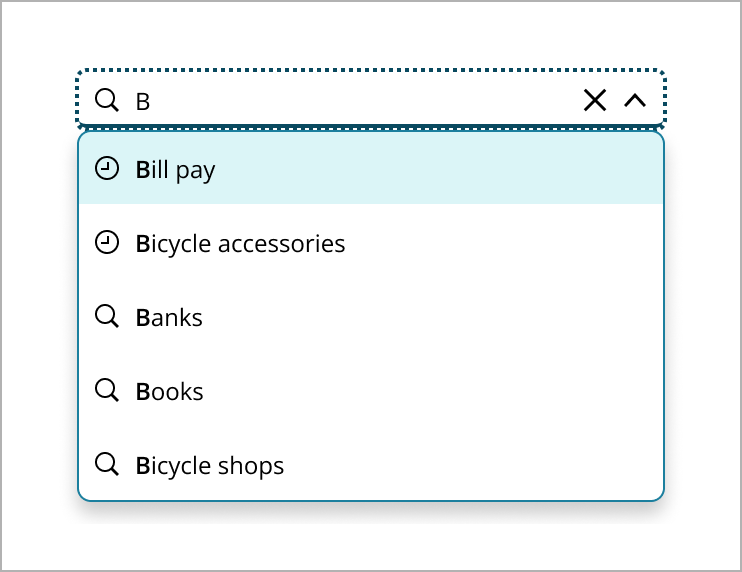 B
Bill pay
Bicycle accessories
Banks
Books
Bicycle shops